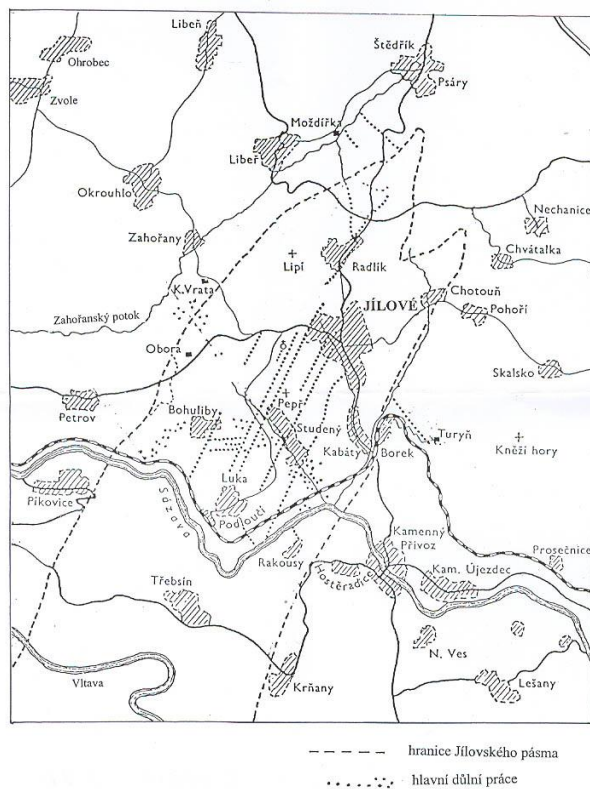 Libeň
Ohrobec
Štědřík
Zvole
Psáry
Moždířka
Libeř
Okrouhlo
Nechanice
Zahořany
Lipí
Radlík
Chvátalka
K.Vrata
JÍLOVÉ
Chotouň
Pohoří
Zahořanský potok
Obora
Skalsko
Pepř
Petrov
Bohuliby
Studený
Turyň
Kabáty
Borek
Kněží hory
Luka
Pikovice
Sázava
Podloučí
Kamenný
Přívoz
Prosečnice
Rakousy
Hostěradice
Kam. Újezdec
Třebsín
N. Ves
Vltava
Krňany
Lešany
hranice Jílovského pásma
hlavní důlní práce